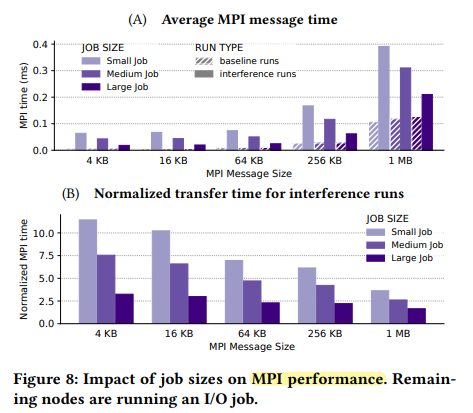 (A) Average MPI message time
JOB SIZE
Small Job
Medium Job
Large Job
RUN TYPE
baseline runs
interference runs
MPI time (ms)
0.4
0.3
0.2
0.1
0.0
4 KB 16 KB 64 KB 256 KB 1 MB
MPI Message Size
(B) Normalized transfer time for interference runs
JOB SIZE
Small Job
Medium Job
Large Job
Normalized MPI time
10.0
7.5
5.0
2.5
0.0
4 KB 16 KB 64 KB 256 KB 1 MB
MPI Message Size
Figure 8: Impact of job sizes on MPI performance. Remain-
ing nodes are running an I/O job.